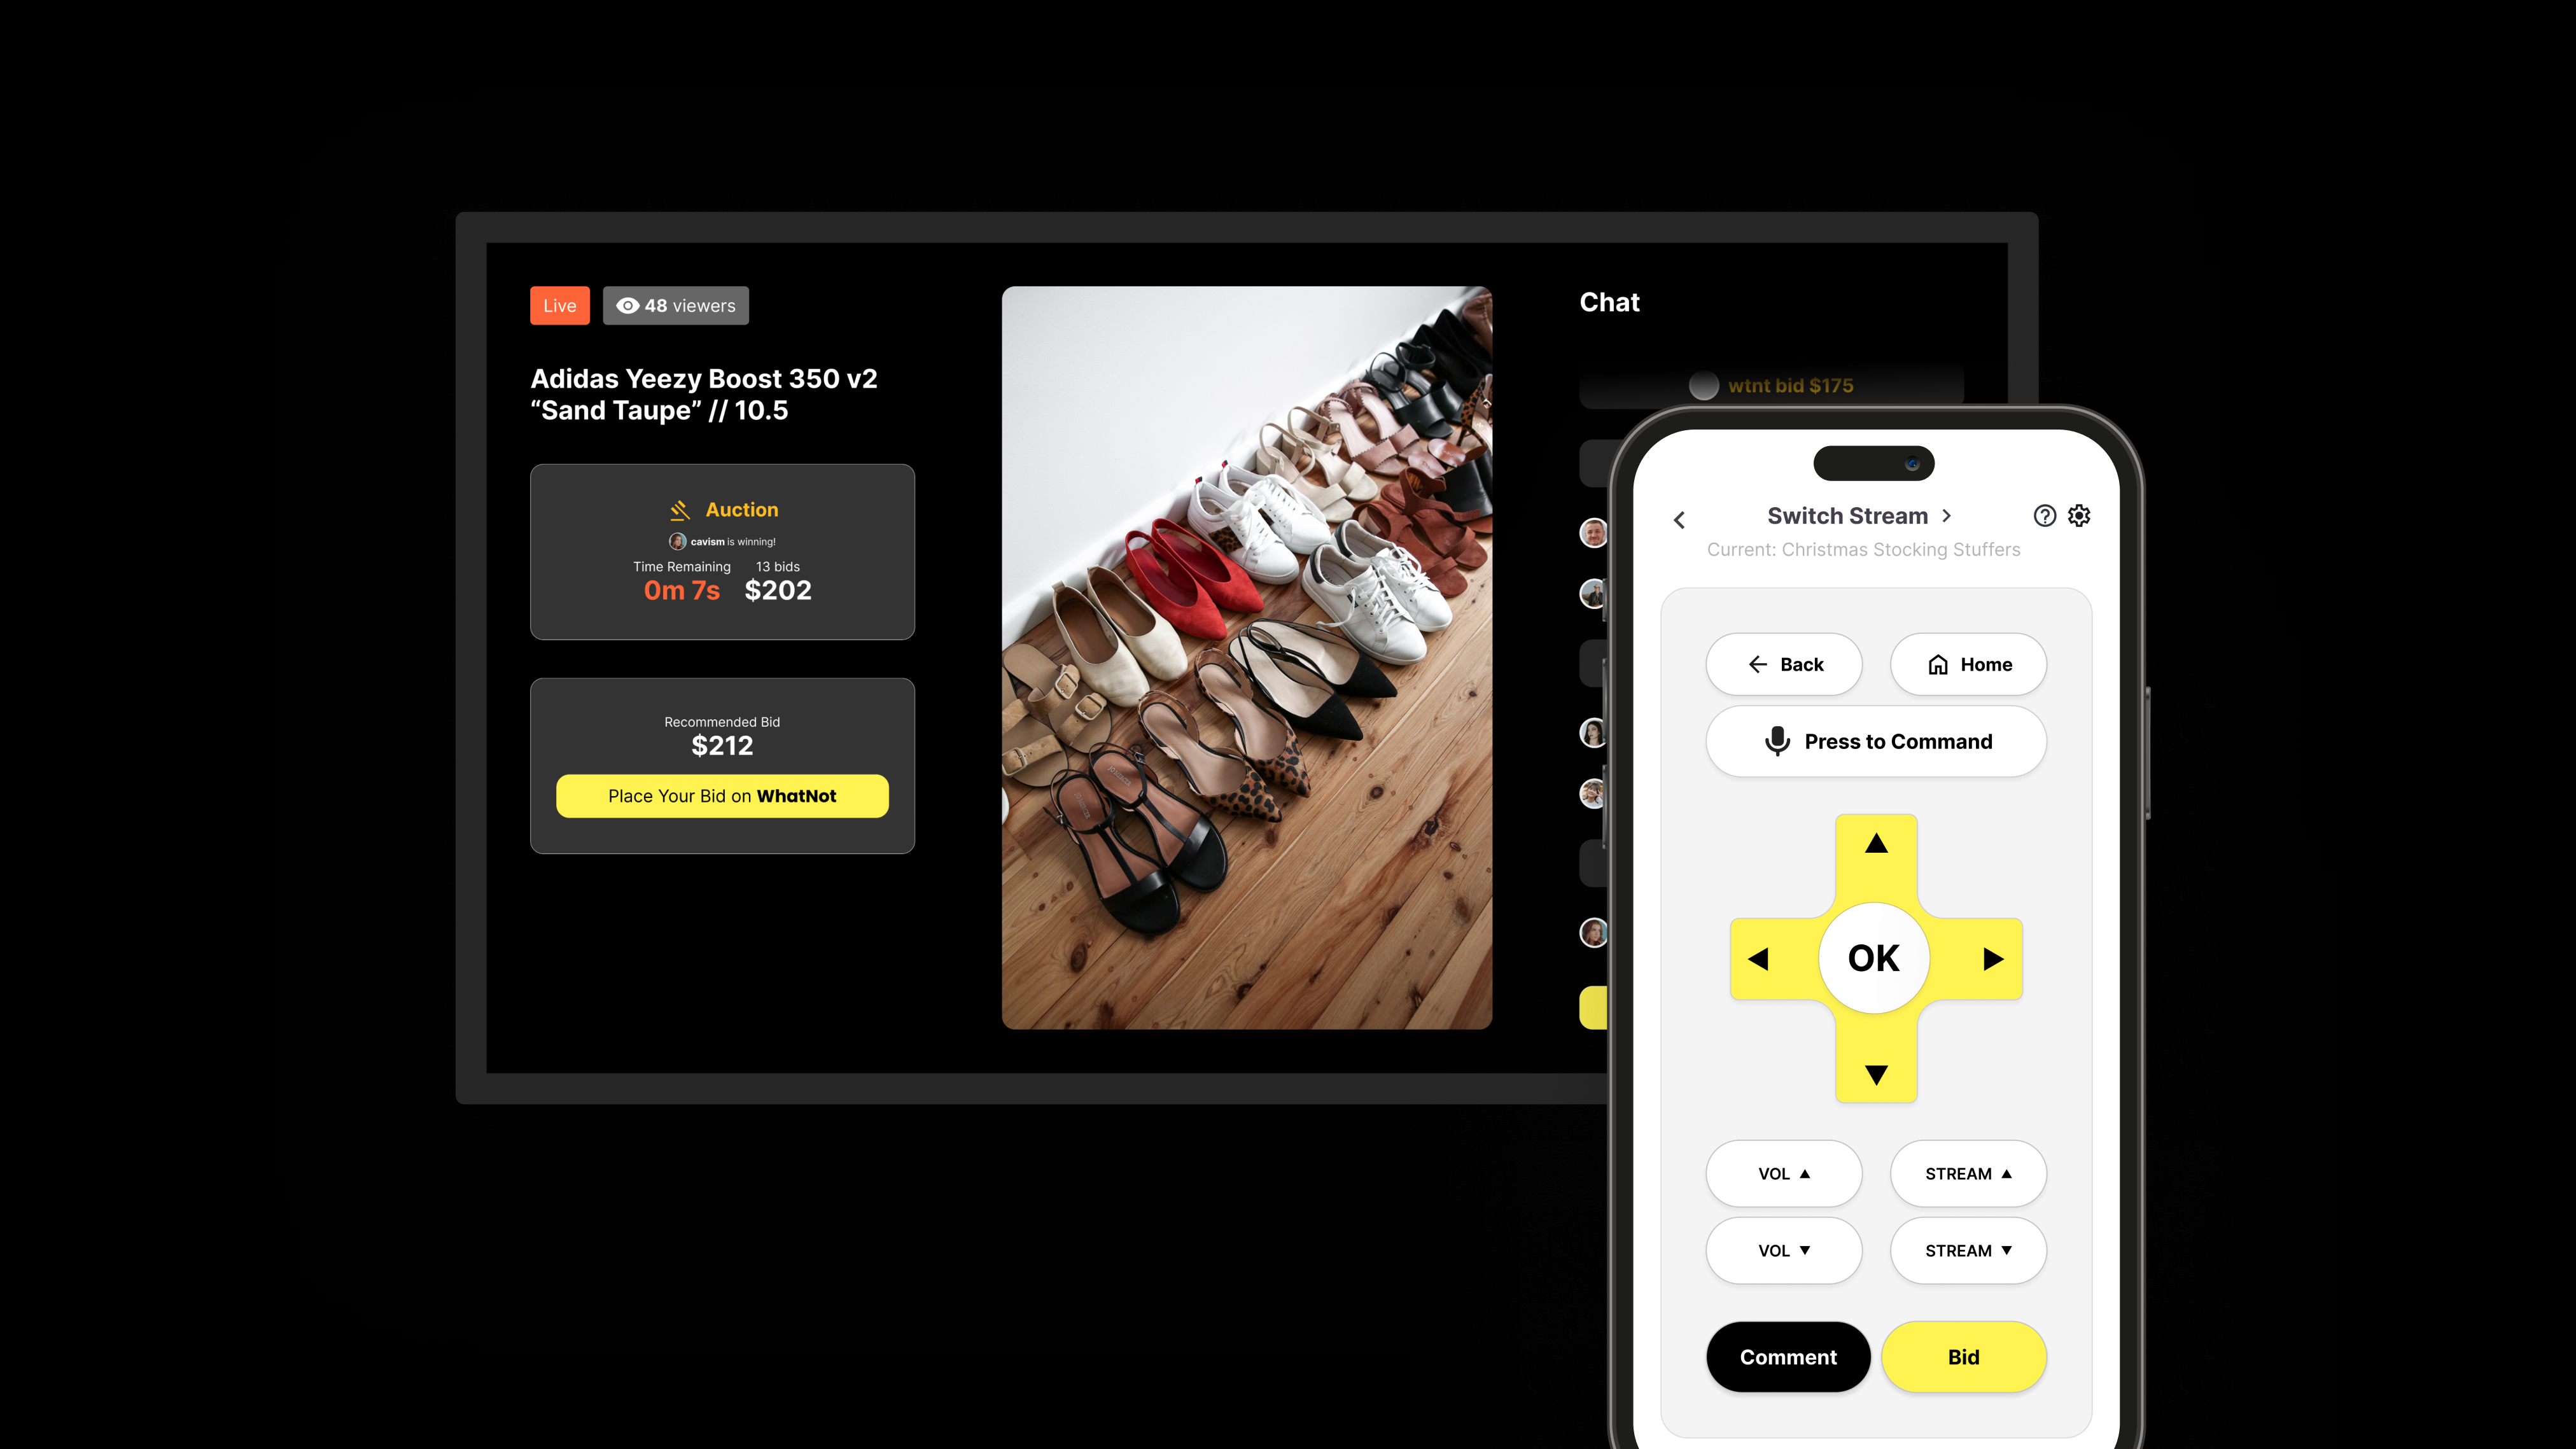 Live
48 viewers
Adidas Yeezy Boost 350 v2
“Sand Taupe” // 10.5
Auction
cavism is winning!
Time Remaining 13 bids
0m 7s $202
Recommended Bid
$212
Place Your Bid on WhatNot
Chat
wtnt bid $175
Switch Stream
Current: Christmas Stocking Stuffers
Back
Home
Press to Command
OK
VOL
STREAM
VOL
STREAM
Comment
Bid